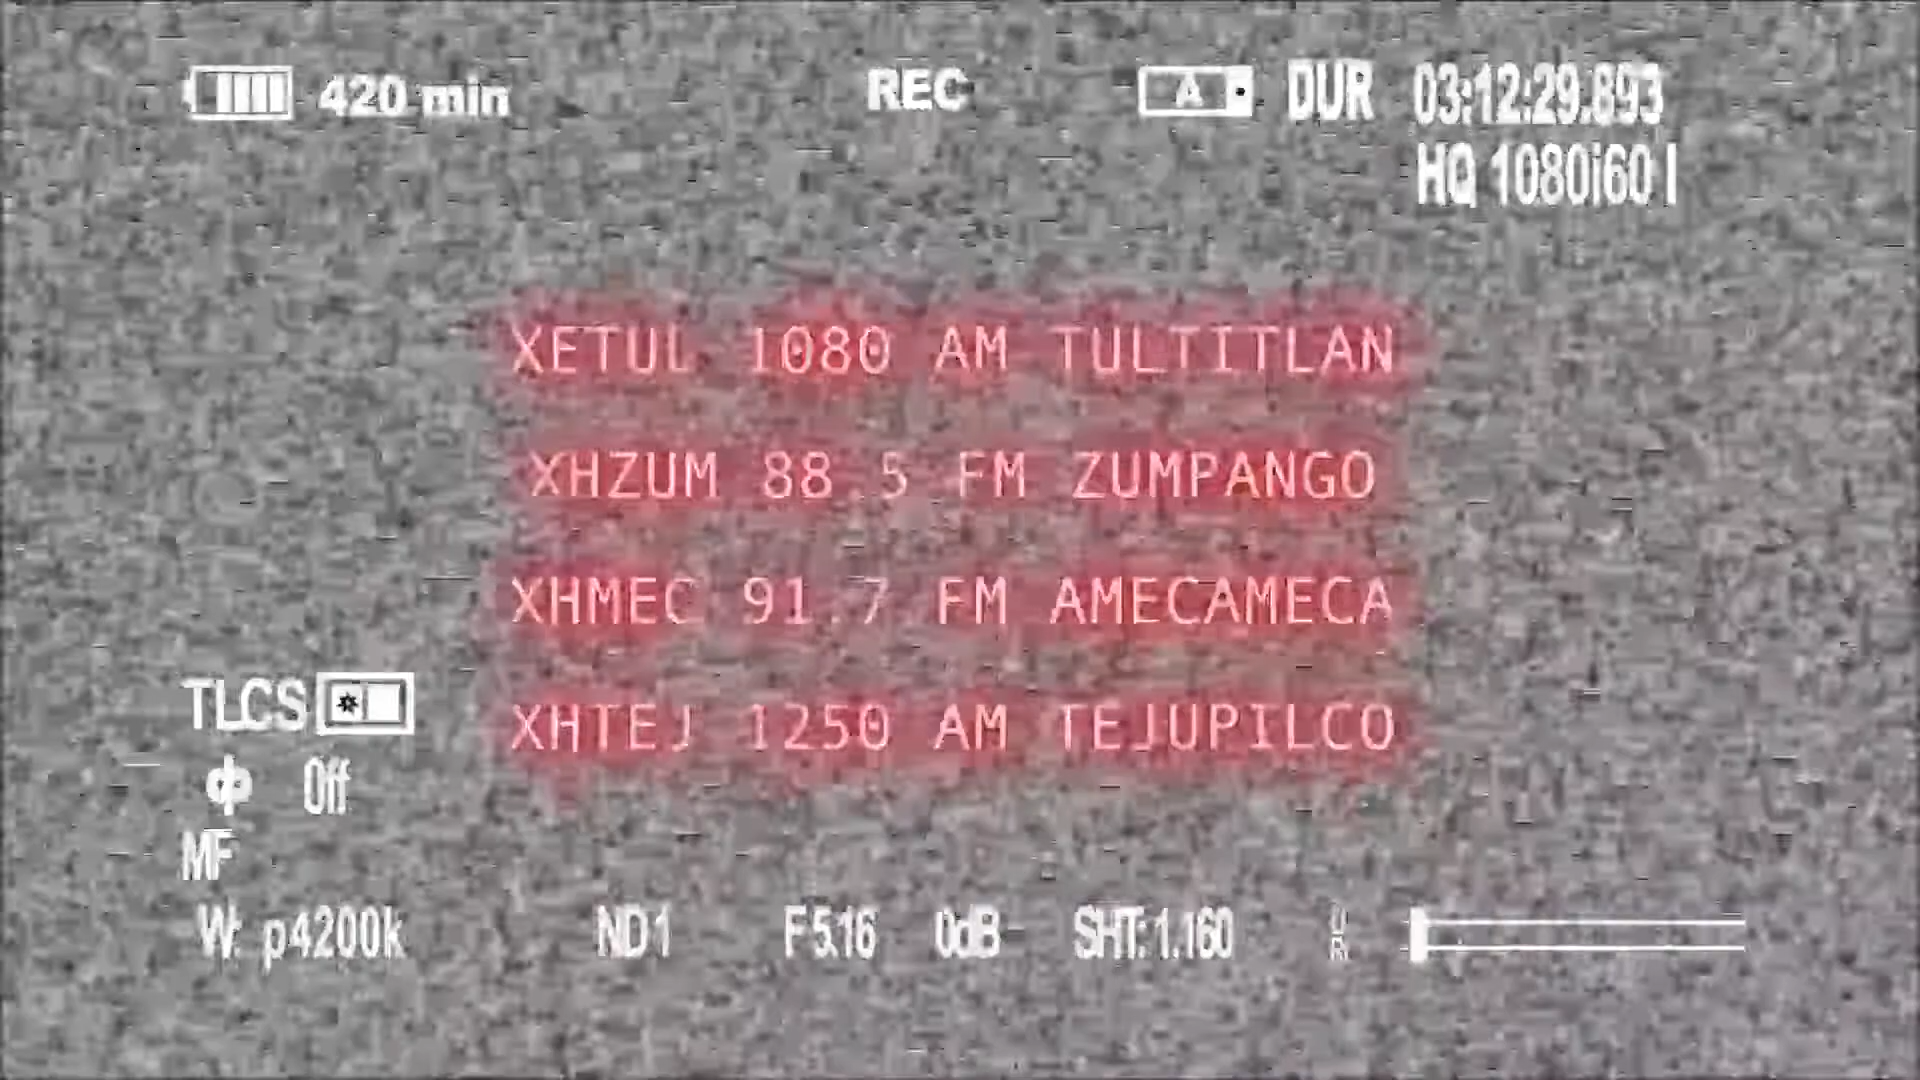 420 min REC A DUR 03:12:29.893
HQ 1080i60 I
XETUL 1080 AM TULTITLAN
XHZUM 88.5 FM ZUMPANGO
XHMEC 91.7 FM AMECAMECA
XHTEJ 1250 AM TEJUPILCO
TLCS
Off
MF
W: p4200k ND1 F5.16 0dB SHT:1.160